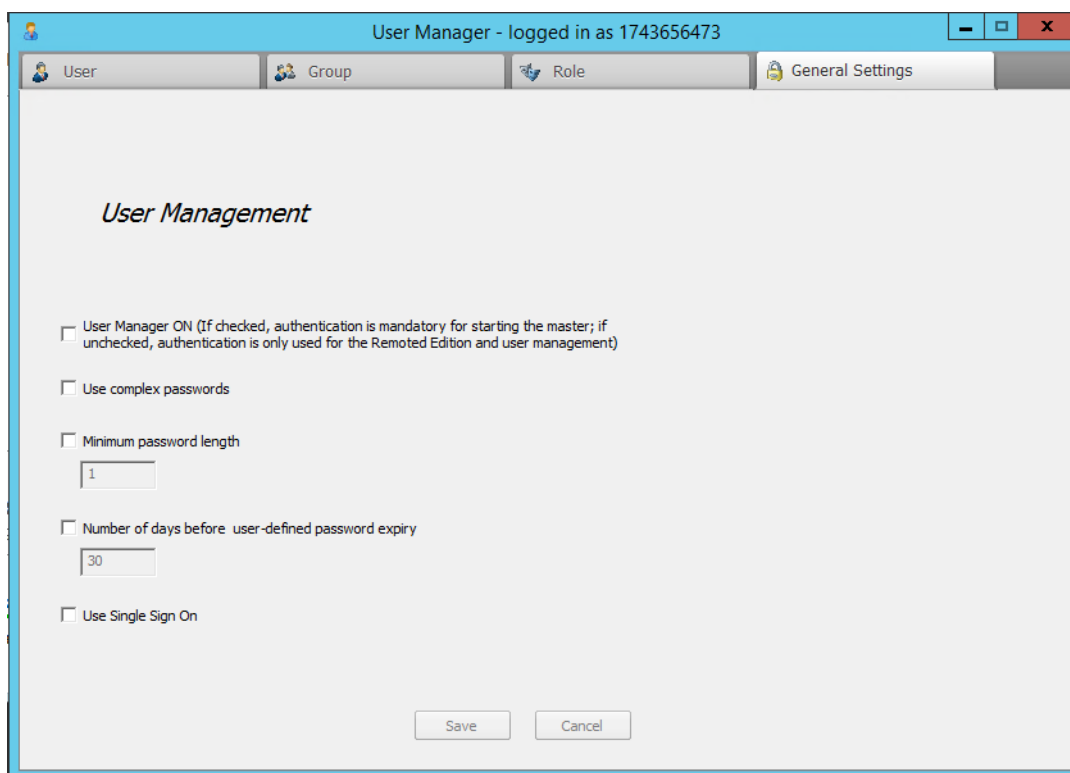 User Manager - logged in as 1743656473
User
Group
Role
General Settings
User Management
User Manager ON (If checked, authentication is mandatory for starting the master; if
unchecked, authentication is only used for the Remoted Edition and user management)
Use complex passwords
Minimum password length
1
Number of days before user-defined password expiry
30
Use Single Sign On
Save
Cancel